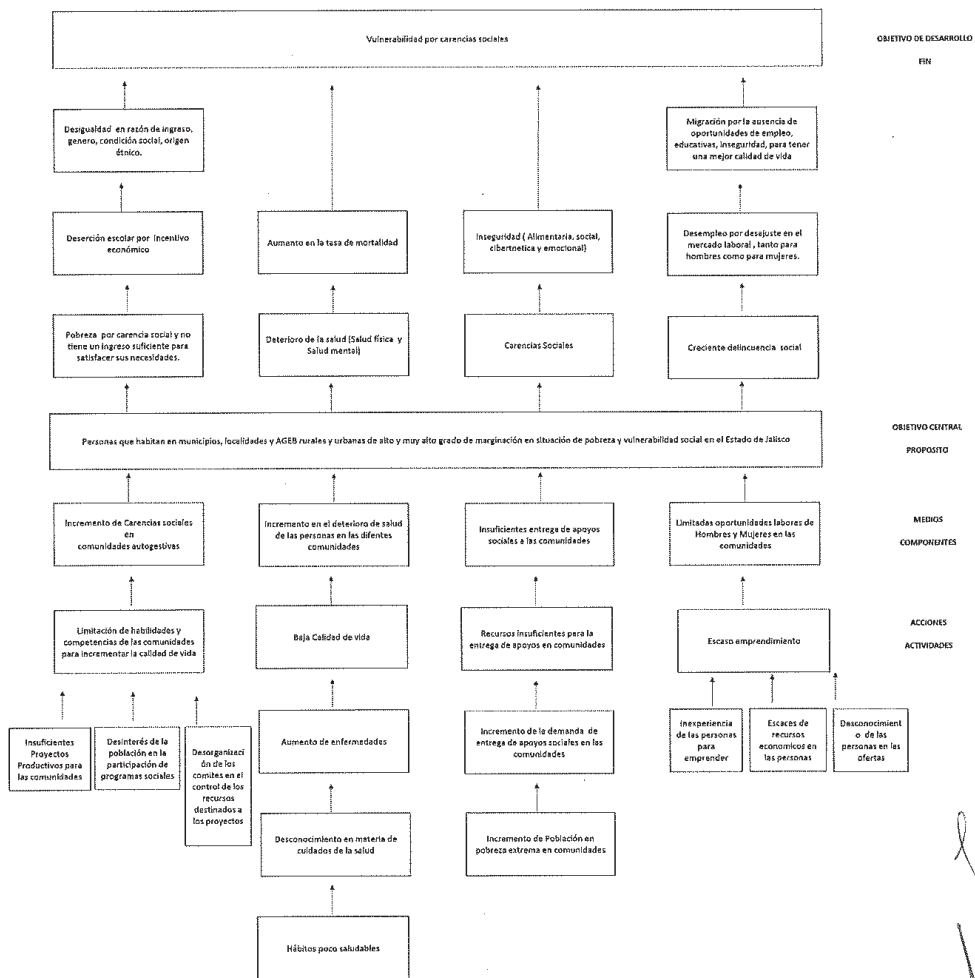 Vulnerabilidad por carencias sociales
OBJETIVO DE DESARROLLO
FIN
Desigualdad en razón de ingreso,
genero, condición social, origen
étnico.
Migración por la ausencia de
oportunidades de empleo,
educativas, inseguridad, para tener
una mejor calidad de vida
Deserción escolar por incentivo
económico
Aumento en la tasa de mortalidad
Inseguridad ( Alimentaria, social,
cibertnetica y emocional)
Desempleo por desajuste en el
mercado laboral , tanto para
hombres como para mujeres.
Pobreza por carencia social y no
tiene un ingreso suficiente para
satisfacer sus necesidades.
Deterioro de la salud (Salud física y
Salud mental)
Carencias Sociales
Creciente delincuencia social
Personas que habitan en municipios, localidades y AGEB rurales y urbanas de alto y muy alto grado de marginación en situación de pobreza y vulnerabilidad social en el Estado de Jalisco
OBJETIVO CENTRAL
PROPOSITO
Incremento de Carencias sociales
en
comunidades autogestivas
Incremento en el deterioro de salud
de las personas en las difentes
comunidades
Insuficientes entrega de apoyos
sociales a las comunidades
Limitadas oportunidades labores de
Hombres y Mujeres en las
comunidades
MEDIOS
COMPONENTES
Limitación de habilidades y
competencias de las comunidades
para incrementar la calidad de vida
Baja Calidad de vida
Recursos insuficientes para la
entrega de apoyos en comunidades
Escaso emprendimiento
ACCIONES
ACTIVIDADES
Insuficientes
Proyectos
Productivos para
las comunidades
Desinterés de la
población en la
participación de
programas sociales
Desorganizaci
ón de los
comites en el
control de los
recursos
destinados a
los proyectos
Aumento de enfermedades
Incremento de la demanda de
entrega de apoyos sociales en las
comunidades
Inexperiencia
de las personas
para
emprender
Escaces de
recursos
economicos en
las personas
Desconocimient
o de las
personas en las
ofertas
Desconocimiento en materia de
cuidados de la salud
Incremento de Población en
pobreza extrema en comunidades
Hábitos poco saludables